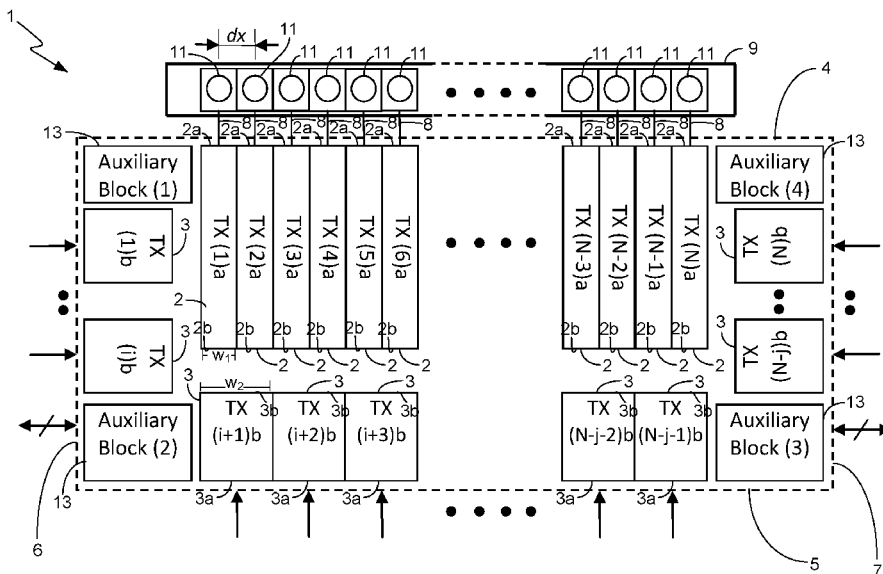 1
dx
11 11 11 11 11 11 11 11 11 11
9
4
8 8 8 8 8 8 8 8 8 8
13 2a 2a 2a 2a 2a 2a 2a 2a 2a 2a 13
Auxiliary
Block (1)
TX (1)a
TX (2)a
TX (3)a
TX (4)a
TX (5)a
TX (6)a
TX (N-3)a
TX (N-2)a
TX (N-1)a
TX (N)a
Auxiliary
Block (4)
TX
(1)b
3
3
TX
(N)b
2
TX
(i)b
3
3
TX
(N-j)b
2b 2b 2b 2b 2b 2b 2b 2b 2b 2b
w1
2 2 2 2 2 2 2 2 2
3 w2 3 3 3 3
Auxiliary
Block (2)
TX
(i+1)b
3b
TX
(i+2)b
3b
TX
(i+3)b
3b
TX
(N-j-2)b
3b
TX
(N-j-1)b
3b
Auxiliary
Block (3)
13
13
3a 3a 3a 3a 3a
6
5
7